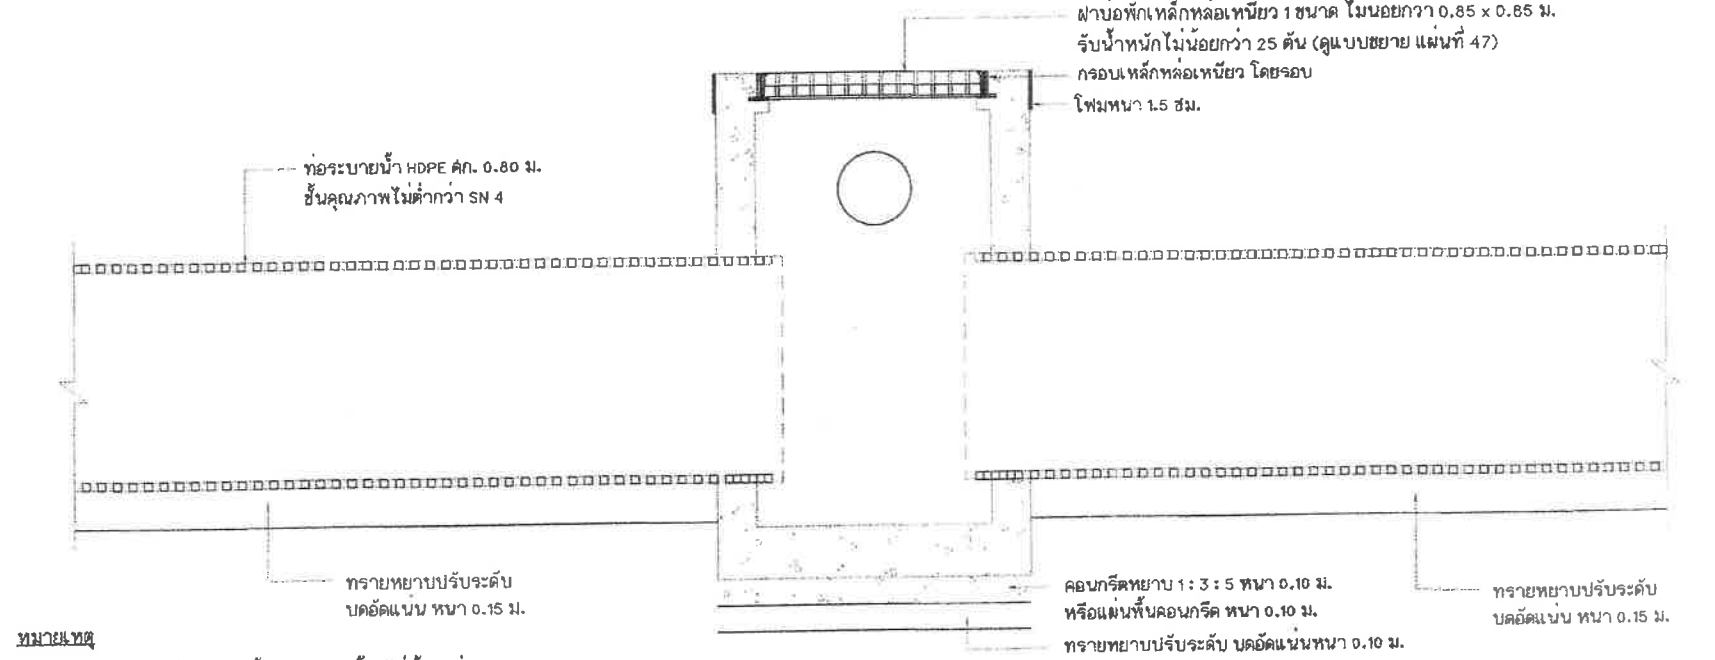 ฝาบ่อพักเหล็กหล่อเหนียว 1 ขนาด ไม่น้อยกว่า 0.85 x 0.85 ม.
รับน้ำหนักไม่น้อยกว่า 25 ตัน (ดูแบบขยาย แผ่นที่ 47)
กรอบเหล็กหล่อเหนียว โดยรอบ
โฟมหนา 1.5 ซม.
ท่อระบายน้ำ HDPE ศก. 0.80 ม.
ชั้นคุณภาพไม่ต่ำกว่า SN 4
ทรายหยาบปรับระดับ
บดอัดแน่น หนา 0.15 ม.
คอนกรีตหยาบ 1 : 3 : 5 หนา 0.10 ม.
หรือแผ่นพื้นคอนกรีต หนา 0.10 ม.
ทรายหยาบปรับระดับ บดอัดแน่นหนา 0.10 ม.
ทรายหยาบปรับระดับ
บดอัดแน่น หนา 0.15 ม.
หมายเหตุ